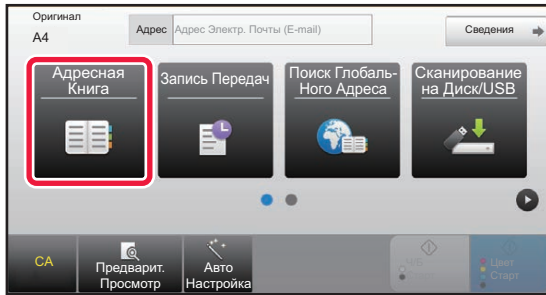 Оригинал
A4
Адрес
Адрес Электр. Почты (E-mail)
Сведения
Адресная
Книга
Запись Передач
Поиск Глобаль-
Ного Адреса
Сканирование
на Диск/USB
CA
Предварит.
Просмотр
Авто
Настройка
Ч/Б
Старт
Цвет
Старт